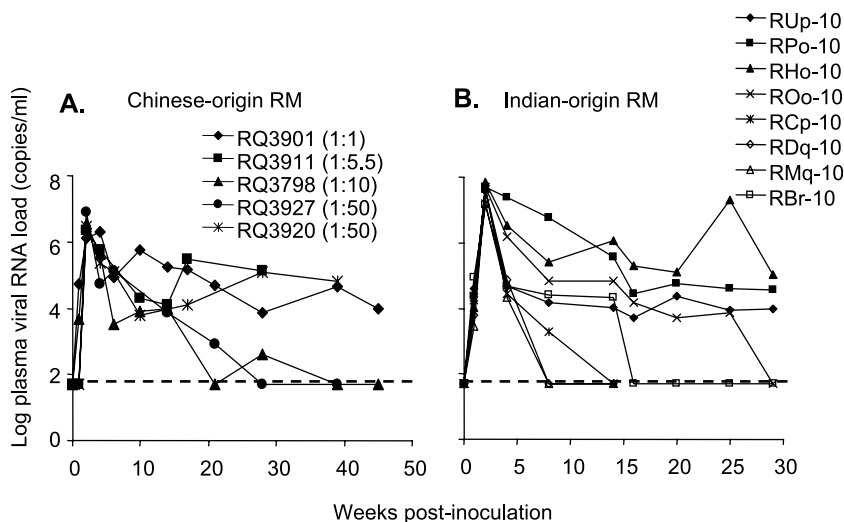 A. Chinese-origin RM
RQ3901 (1:1)
RQ3911 (1:5.5)
RQ3798 (1:10)
RQ3927 (1:50)
RQ3920 (1:50)
B. Indian-origin RM
RUp-10
RPo-10
RHo-10
ROo-10
RCp-10
RDq-10
RMq-10
RBr-10
Log plasma viral RNA load (copies/ml)
8
6
4
2
0
0 10 20 30 40 50
0 5 10 15 20 25 30
Weeks post-inoculation